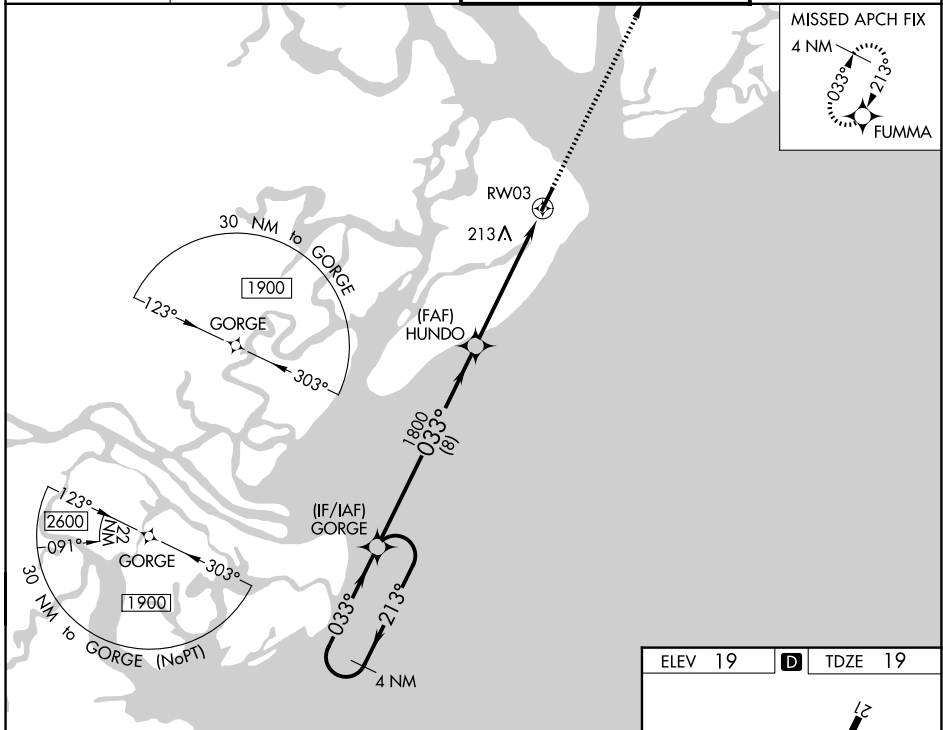 MISSED APCH FIX
4 NM
033°
213°
FUMMA
RW03
213
30 NM to GORGE
1900
123°
GORGE
303°
(FAF)
HUNDO
1800
033°
(8)
(IF/IAF)
GORGE
123°
2600
22 NM
091°
GORGE
303°
1900
30 NM to GORGE (NoPT)
033°
213°
4 NM
ELEV 19
D
TDZE 19
21